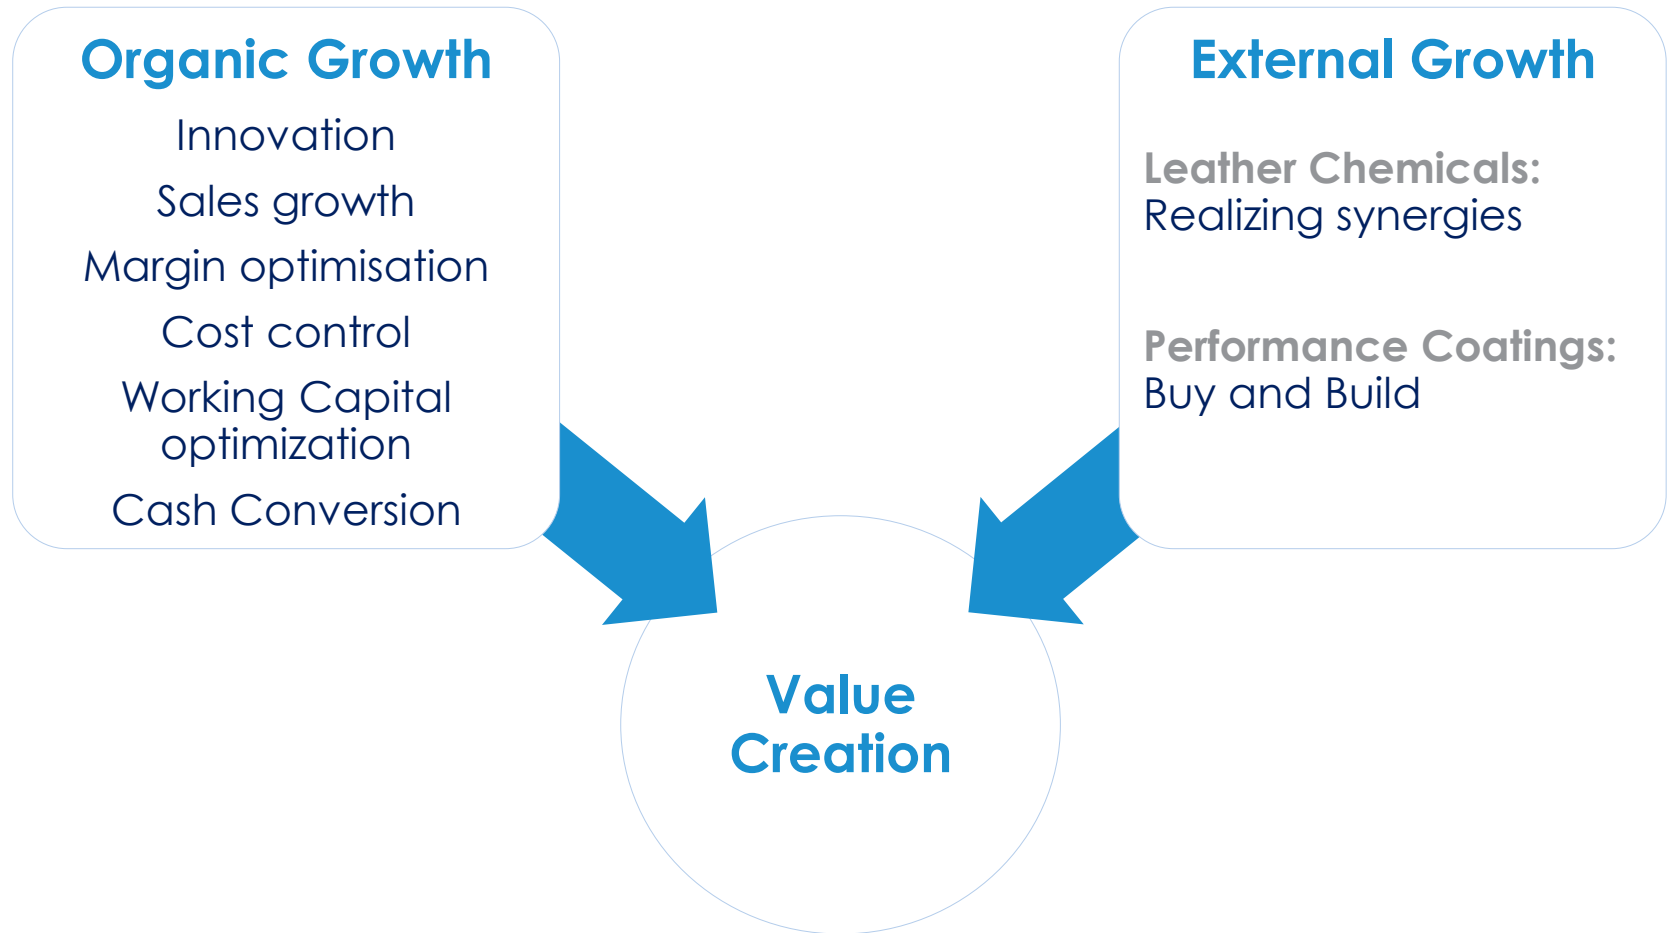 Organic Growth
Innovation
Sales growth
Margin optimisation
Cost control
Working Capital
optimization
Cash Conversion
External Growth
Leather Chemicals:
Realizing synergies
Performance Coatings:
Buy and Build
Value
Creation